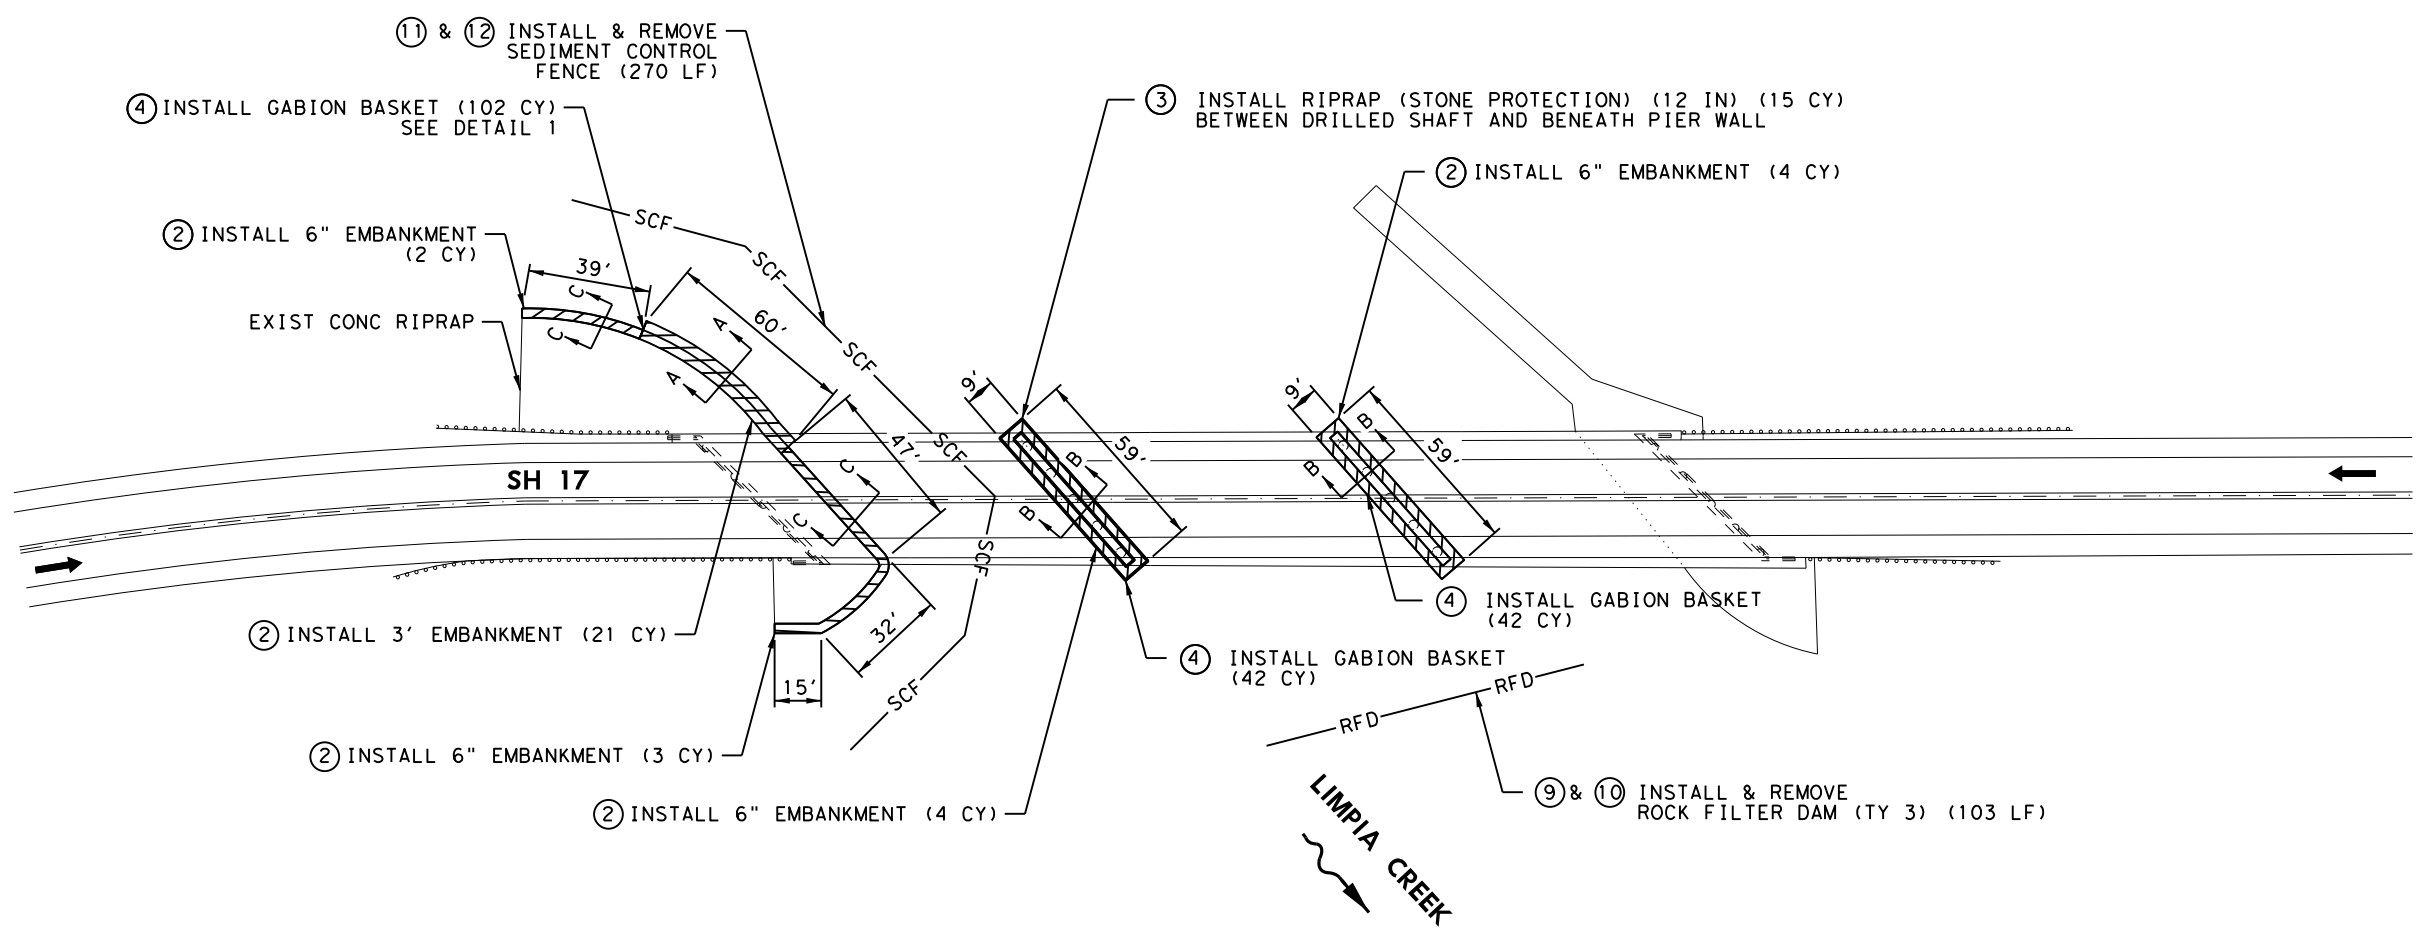 11 & 12 INSTALL & REMOVE
SEDIMENT CONTROL
FENCE (270 LF)
4 INSTALL GABION BASKET (102 CY)
SEE DETAIL 1
3 INSTALL RIPRAP (STONE PROTECTION) (12 IN) (15 CY)
BETWEEN DRILLED SHAFT AND BENEATH PIER WALL
2 INSTALL 6" EMBANKMENT (4 CY)
2 INSTALL 6" EMBANKMENT
(2 CY)
EXIST CONC RIPRAP
SCF
SCF
SCF
SCF
SCF
SCF
39'
60'
47'
32'
15'
C
C
A
A
C
C
9'
59'
B
B
9'
59'
B
B
SH 17
2 INSTALL 3' EMBANKMENT (21 CY)
4 INSTALL GABION BASKET
(42 CY)
4 INSTALL GABION BASKET
(42 CY)
RFD
RFD
2 INSTALL 6" EMBANKMENT (3 CY)
2 INSTALL 6" EMBANKMENT (4 CY)
9 & 10 INSTALL & REMOVE
ROCK FILTER DAM (TY 3) (103 LF)
LIMPIA CREEK